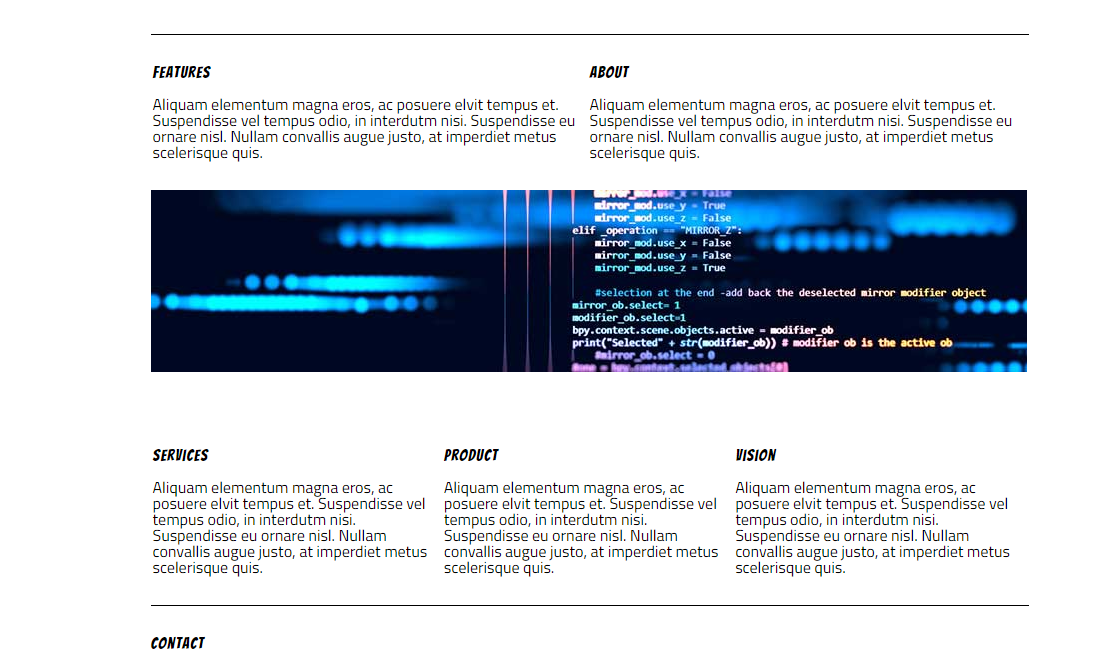 FEATURES
Aliquam elementum magna eros, ac posuere elvit tempus et.
Suspendisse vel tempus odio, in interdutm nisi. Suspendisse eu
ornare nisl. Nullam convallis augue justo, at imperdiet metus
scelerisque quis.
ABOUT
Aliquam elementum magna eros, ac posuere elvit tempus et.
Suspendisse vel tempus odio, in interdutm nisi. Suspendisse eu
ornare nisl. Nullam convallis augue justo, at imperdiet metus
scelerisque quis.
mirror_mod.use_x = False
mirror_mod.use_y = True
mirror_mod.use_z = False
elif _operation == "MIRROR_Z":
mirror_mod.use_x = False
mirror_mod.use_y = False
mirror_mod.use_z = True
#selection at the end -add back the deselected mirror modifier object
mirror_ob.select= 1
modifier_ob.select=1
bpy.context.scene.objects.active = modifier_ob
print("Selected" + str(modifier_ob)) # modifier ob is the active ob
#mirror_ob.select = 0
= bpy.context.selected_objects[0]
SERVICES
Aliquam elementum magna eros, ac
posuere elvit tempus et. Suspendisse vel
tempus odio, in interdutm nisi.
Suspendisse eu ornare nisl. Nullam
convallis augue justo, at imperdiet metus
scelerisque quis.
PRODUCT
Aliquam elementum magna eros, ac
posuere elvit tempus et. Suspendisse vel
tempus odio, in interdutm nisi.
Suspendisse eu ornare nisl. Nullam
convallis augue justo, at imperdiet metus
scelerisque quis.
VISION
Aliquam elementum magna eros, ac
posuere elvit tempus et. Suspendisse vel
tempus odio, in interdutm nisi.
Suspendisse eu ornare nisl. Nullam
convallis augue justo, at imperdiet metus
scelerisque quis.
CONTACT